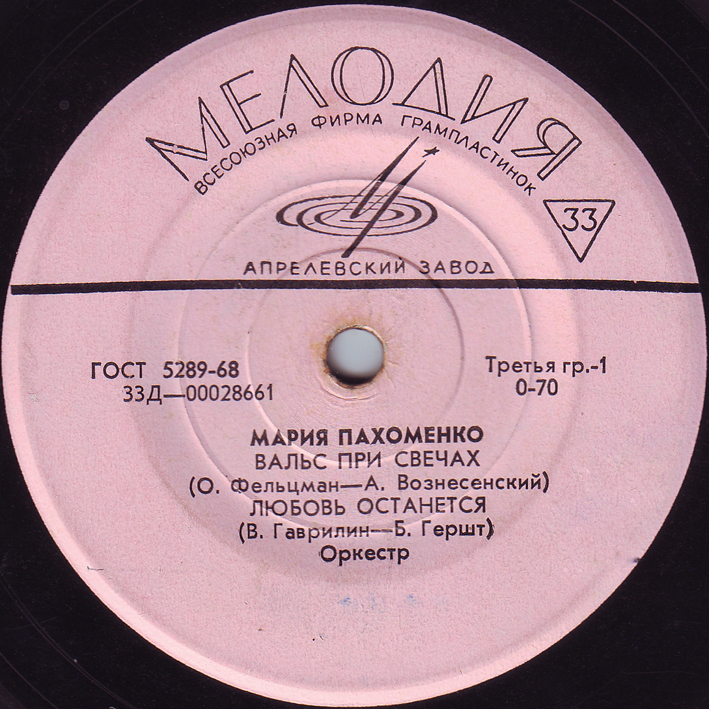 МЕЛОДИЯ
ВСЕСОЮЗНАЯ ФИРМА ГРАМПЛАСТИНОК
33
АПРЕЛЕВСКИЙ ЗАВОД
ГОСТ 5289-68
Третья гр.-1
33Д—00028661
0-70
МАРИЯ ПАХОМЕНКО
ВАЛЬС ПРИ СВЕЧАХ
(О. Фельцман—А. Вознесенский)
ЛЮБОВЬ ОСТАНЕТСЯ
(В. Гаврилин—Б. Гершт)
Оркестр